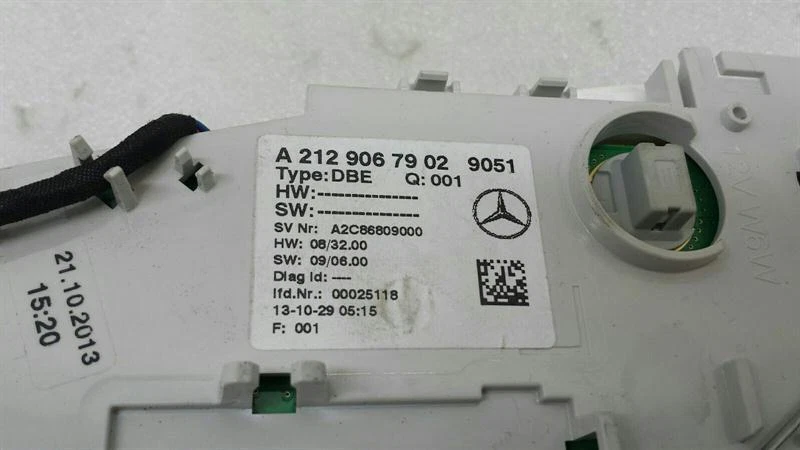 A 212 906 79 02 9051
Type:DBE Q:001
HW:---------------
SW:---------------
SV Nr: A2C86809000
HW: 08/32.00
SW: 09/06.00
Diag Id: ----
lfd.Nr.: 00025118
13-10-29 05:15
F: 001
21.10.2013
15:20
W6W